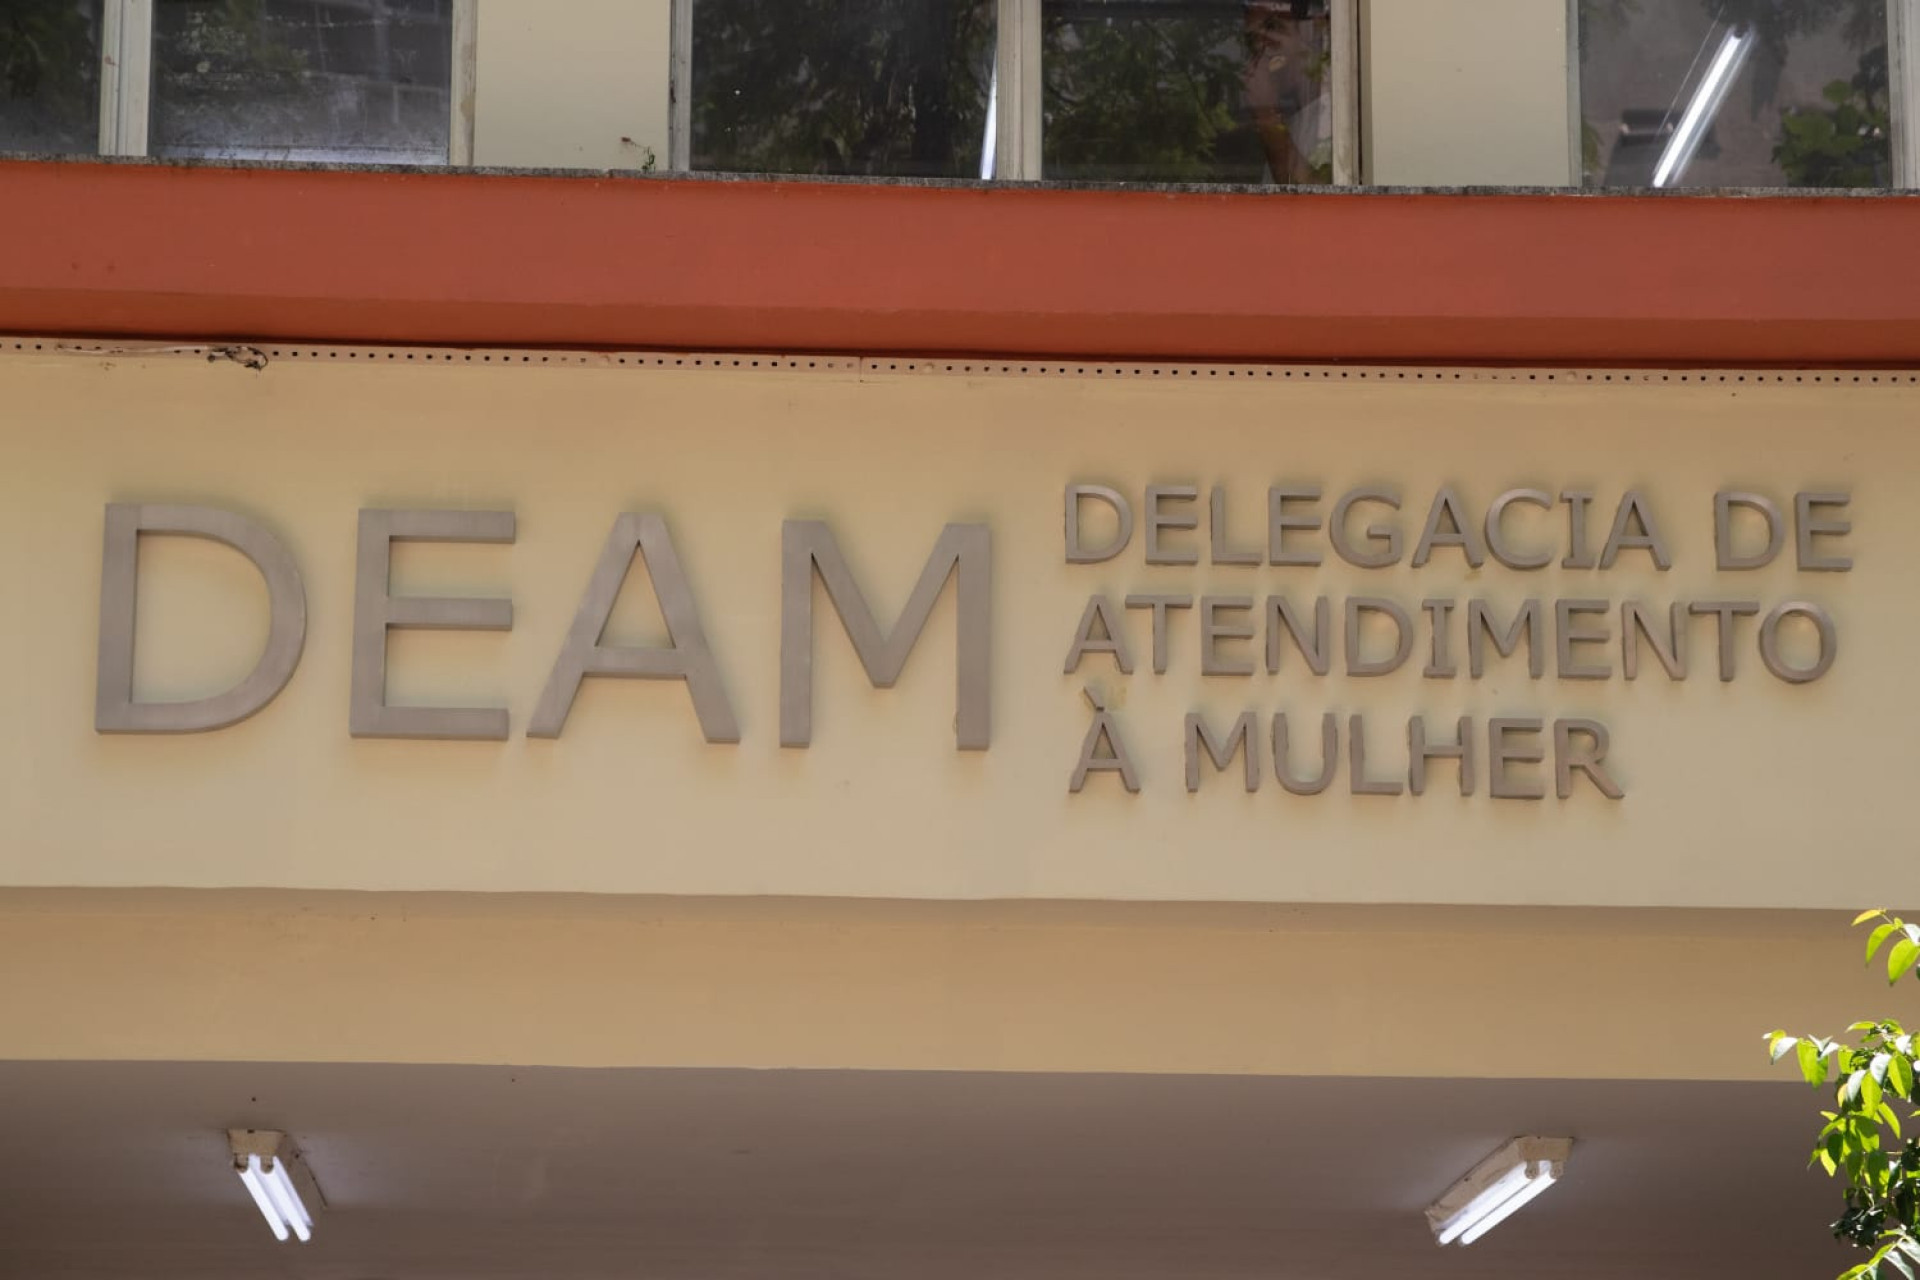 DEAM
DELEGACIA DE
ATENDIMENTO
À MULHER